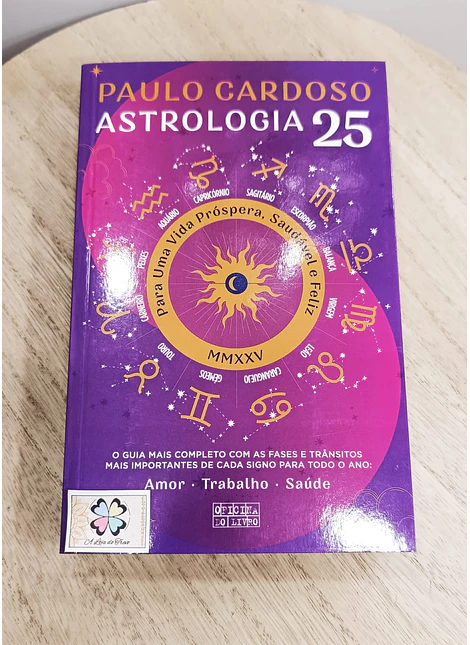 PAULO CARDOSO
ASTROLOGIA 25
CAPRICÓRNIO
SAGITÁRIO
ESCORPIÃO
BALANÇA
VIRGEM
LEÃO
CARANGUEJO
GÉMEOS
TOURO
CARNEIRO
PEIXES
AQUÁRIO
Para Uma Vida Próspera, Saudável e Feliz
MMXXV
O GUIA MAIS COMPLETO COM AS FASES E TRÂNSITOS
MAIS IMPORTANTES DE CADA SIGNO PARA TODO O ANO:
Amor · Trabalho · Saúde
OFICINA
DO LIVRO